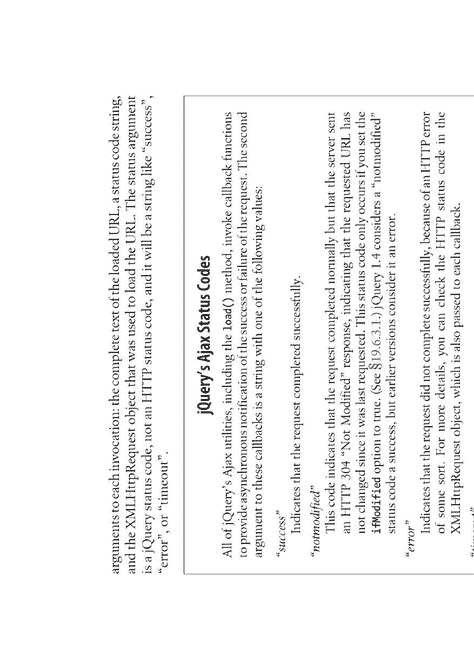 arguments to each invocation: the complete text of the loaded URL, a status code string,
and the XMLHttpRequest object that was used to load the URL. The status argument
is a jQuery status code, not an HTTP status code, and it will be a string like “success”,
“error”, or “timeout”.
jQuery's Ajax Status Codes
All of jQuery's Ajax utilities, including the load() method, invoke callback functions
to provide asynchronous notification of the success or failure of the request. The second
argument to these callbacks is a string with one of the following values:
“success”
Indicates that the request completed successfully.
“notmodified”
This code indicates that the request completed normally but that the server sent
an HTTP 304 “Not Modified” response, indicating that the requested URL has
not changed since it was last requested. This status code only occurs if you set the
ifModified option to true. (See §19.6.3.1.) jQuery 1.4 considers a “notmodified”
status code a success, but earlier versions consider it an error.
“error”
Indicates that the request did not complete successfully, because of an HTTP error
of some sort. For more details, you can check the HTTP status code in the
XMLHttpRequest object, which is also passed to each callback.